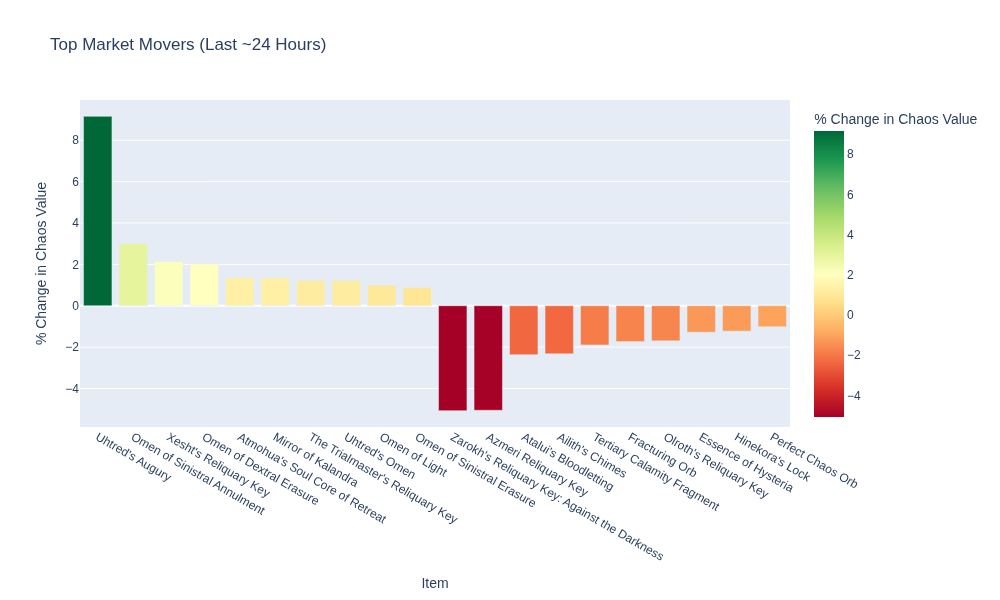 Top Market Movers (Last ~24 Hours)
% Change in Chaos Value
8
6
4
2
0
−2
−4
% Change in Chaos Value
8
6
4
2
0
−2
−4
Uhtred's Augury
Omen of Sinistral Annulment
Xesht's Reliquary Key
Omen of Dextral Erasure
Atmohua's Soul Core of Retreat
Mirror of Kalandra
The Trialmaster's Reliquary Key
Uhtred's Omen
Omen of Light
Omen of Sinistral Erasure
Zarokh's Reliquary Key: Against the Darkness
Azmeri Reliquary Key
Atalui's Bloodletting
Ailith's Chimes
Tertiary Calamity Fragment
Fracturing Orb
Olroth's Reliquary Key
Essence of Hysteria
Hinekora's Lock
Perfect Chaos Orb
Item